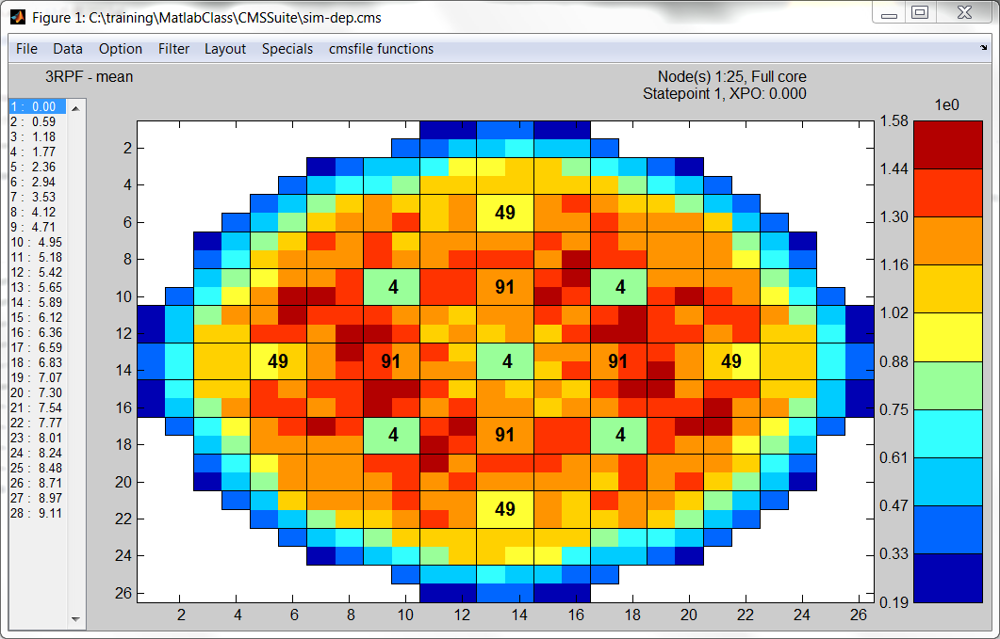 Figure 1: C:\training\MatlabClass\CMSSuite\sim-dep.cms
File Data Option Filter Layout Specials cmsfile functions
3RPF - mean
Node(s) 1:25, Full core
Statepoint 1, XPO: 0.000
1 : 0.00
2 : 0.59
3 : 1.18
4 : 1.77
5 : 2.36
6 : 2.94
7 : 3.53
8 : 4.12
9 : 4.71
10 : 4.95
11 : 5.18
12 : 5.42
13 : 5.65
14 : 5.89
15 : 6.12
16 : 6.36
17 : 6.59
18 : 6.83
19 : 7.07
20 : 7.30
21 : 7.54
22 : 7.77
23 : 8.01
24 : 8.24
25 : 8.48
26 : 8.71
27 : 8.97
28 : 9.11
2
4
6
8
10
12
14
16
18
20
22
24
26
49
4 91 4
49 91 4 91 49
4 91 4
49
2 4 6 8 10 12 14 16 18 20 22 24 26
1e0
1.58
1.44
1.30
1.16
1.02
0.88
0.75
0.61
0.47
0.33
0.19